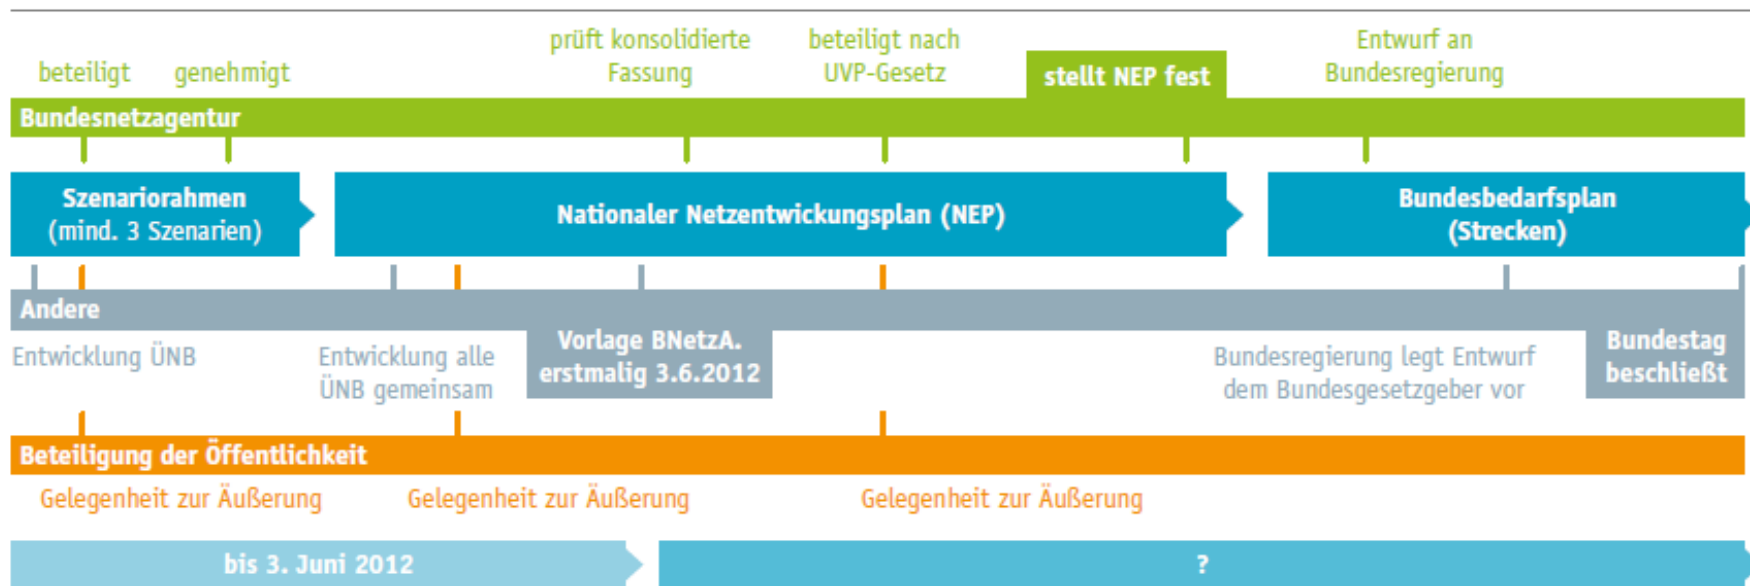 beteiligt
genehmigt
prüft konsolidierte
Fassung
beteiligt nach
UVP-Gesetz
stellt NEP fest
Entwurf an
Bundesregierung
Bundesnetzagentur
Szenariorahmen
(mind. 3 Szenarien)
Nationaler Netzentwickungsplan (NEP)
Bundesbedarfsplan
(Strecken)
Andere
Entwicklung ÜNB
Entwicklung alle
ÜNB gemeinsam
Vorlage BNetzA.
erstmalig 3.6.2012
Bundesregierung legt Entwurf
dem Bundesgesetzgeber vor
Bundestag
beschließt
Beteiligung der Öffentlichkeit
Gelegenheit zur Äußerung
Gelegenheit zur Äußerung
Gelegenheit zur Äußerung
bis 3. Juni 2012
?